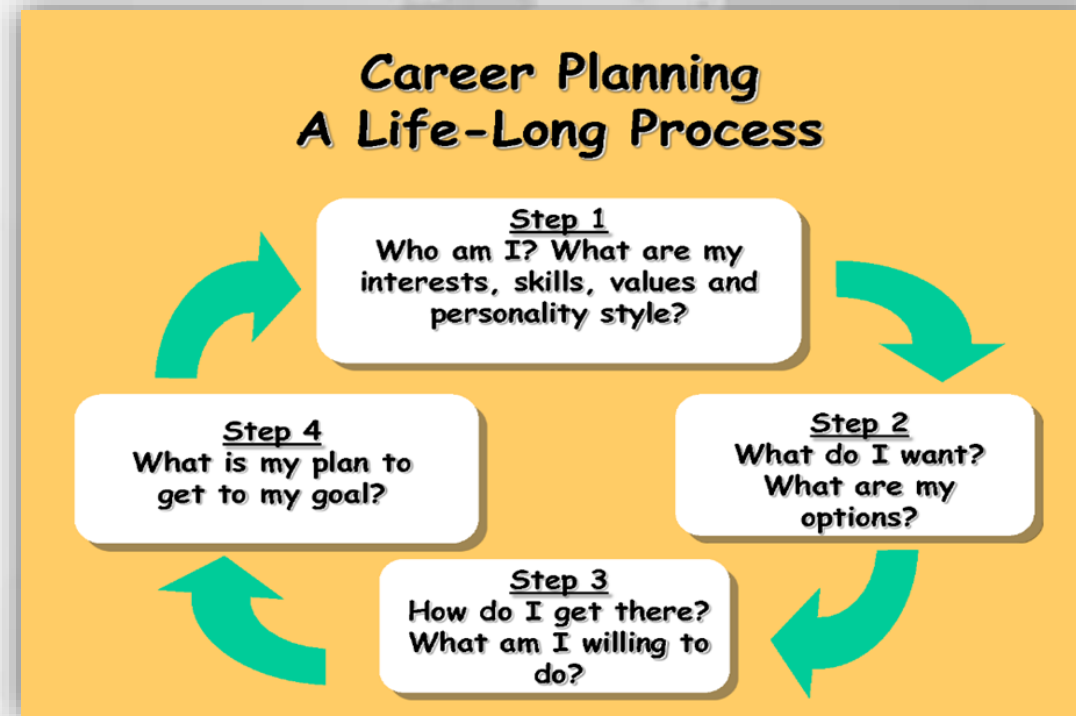 Career Planning
A Life-Long Process
Step 1
Who am I? What are my
interests, skills, values and
personality style?
Step 2
What do I want?
What are my
options?
Step 3
How do I get there?
What am I willing to
do?
Step 4
What is my plan to
get to my goal?